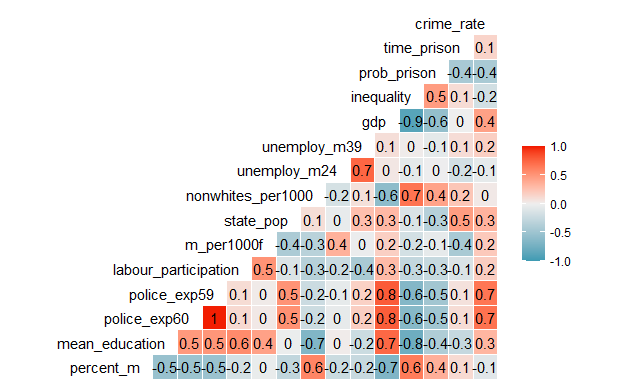 crime_rate
time_prison 0.1
prob_prison -0.4 -0.4
inequality 0.5 0.1 -0.2
gdp -0.9 -0.6 0 0.4
unemploy_m39 0.1 0 -0.1 0.1 0.2
unemploy_m24 0.7 0 -0.1 0 -0.2 -0.1
nonwhites_per1000 -0.2 0.1 -0.6 0.7 0.4 0.2 0
state_pop 0.1 0 0.3 0.3 -0.1 -0.3 0.5 0.3
m_per1000f -0.4 -0.3 0.4 0 0.2 -0.2 -0.1 -0.4 0.2
labour_participation 0.5 -0.1 -0.3 -0.2 -0.4 0.3 -0.3 -0.3 -0.1 0.2
police_exp59 0.1 0 0.5 -0.2 -0.1 0.2 0.8 -0.6 -0.5 0.1 0.7
police_exp60 1 0.1 0 0.5 -0.2 0 0.2 0.8 -0.6 -0.5 0.1 0.7
mean_education 0.5 0.5 0.6 0.4 0 -0.7 0 -0.2 0.7 -0.8 -0.4 -0.3 0.3
percent_m -0.5 -0.5 -0.5 -0.2 0 -0.3 0.6 -0.2 -0.2 -0.7 0.6 0.4 0.1 -0.1
1.0
0.5
0.0
-0.5
-1.0